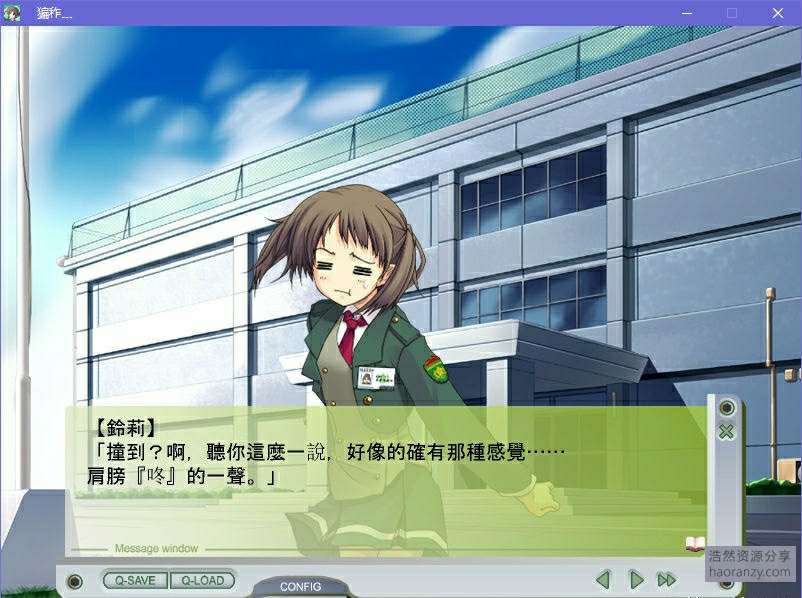 【鈴莉】
「撞到？啊，聽你這麼一說，好像的確有那種感覺⋯⋯
肩膀『咚』的一聲。」
Message window
Q-SAVE
Q-LOAD
CONFIG
浩然资源分享
haoranzy.com